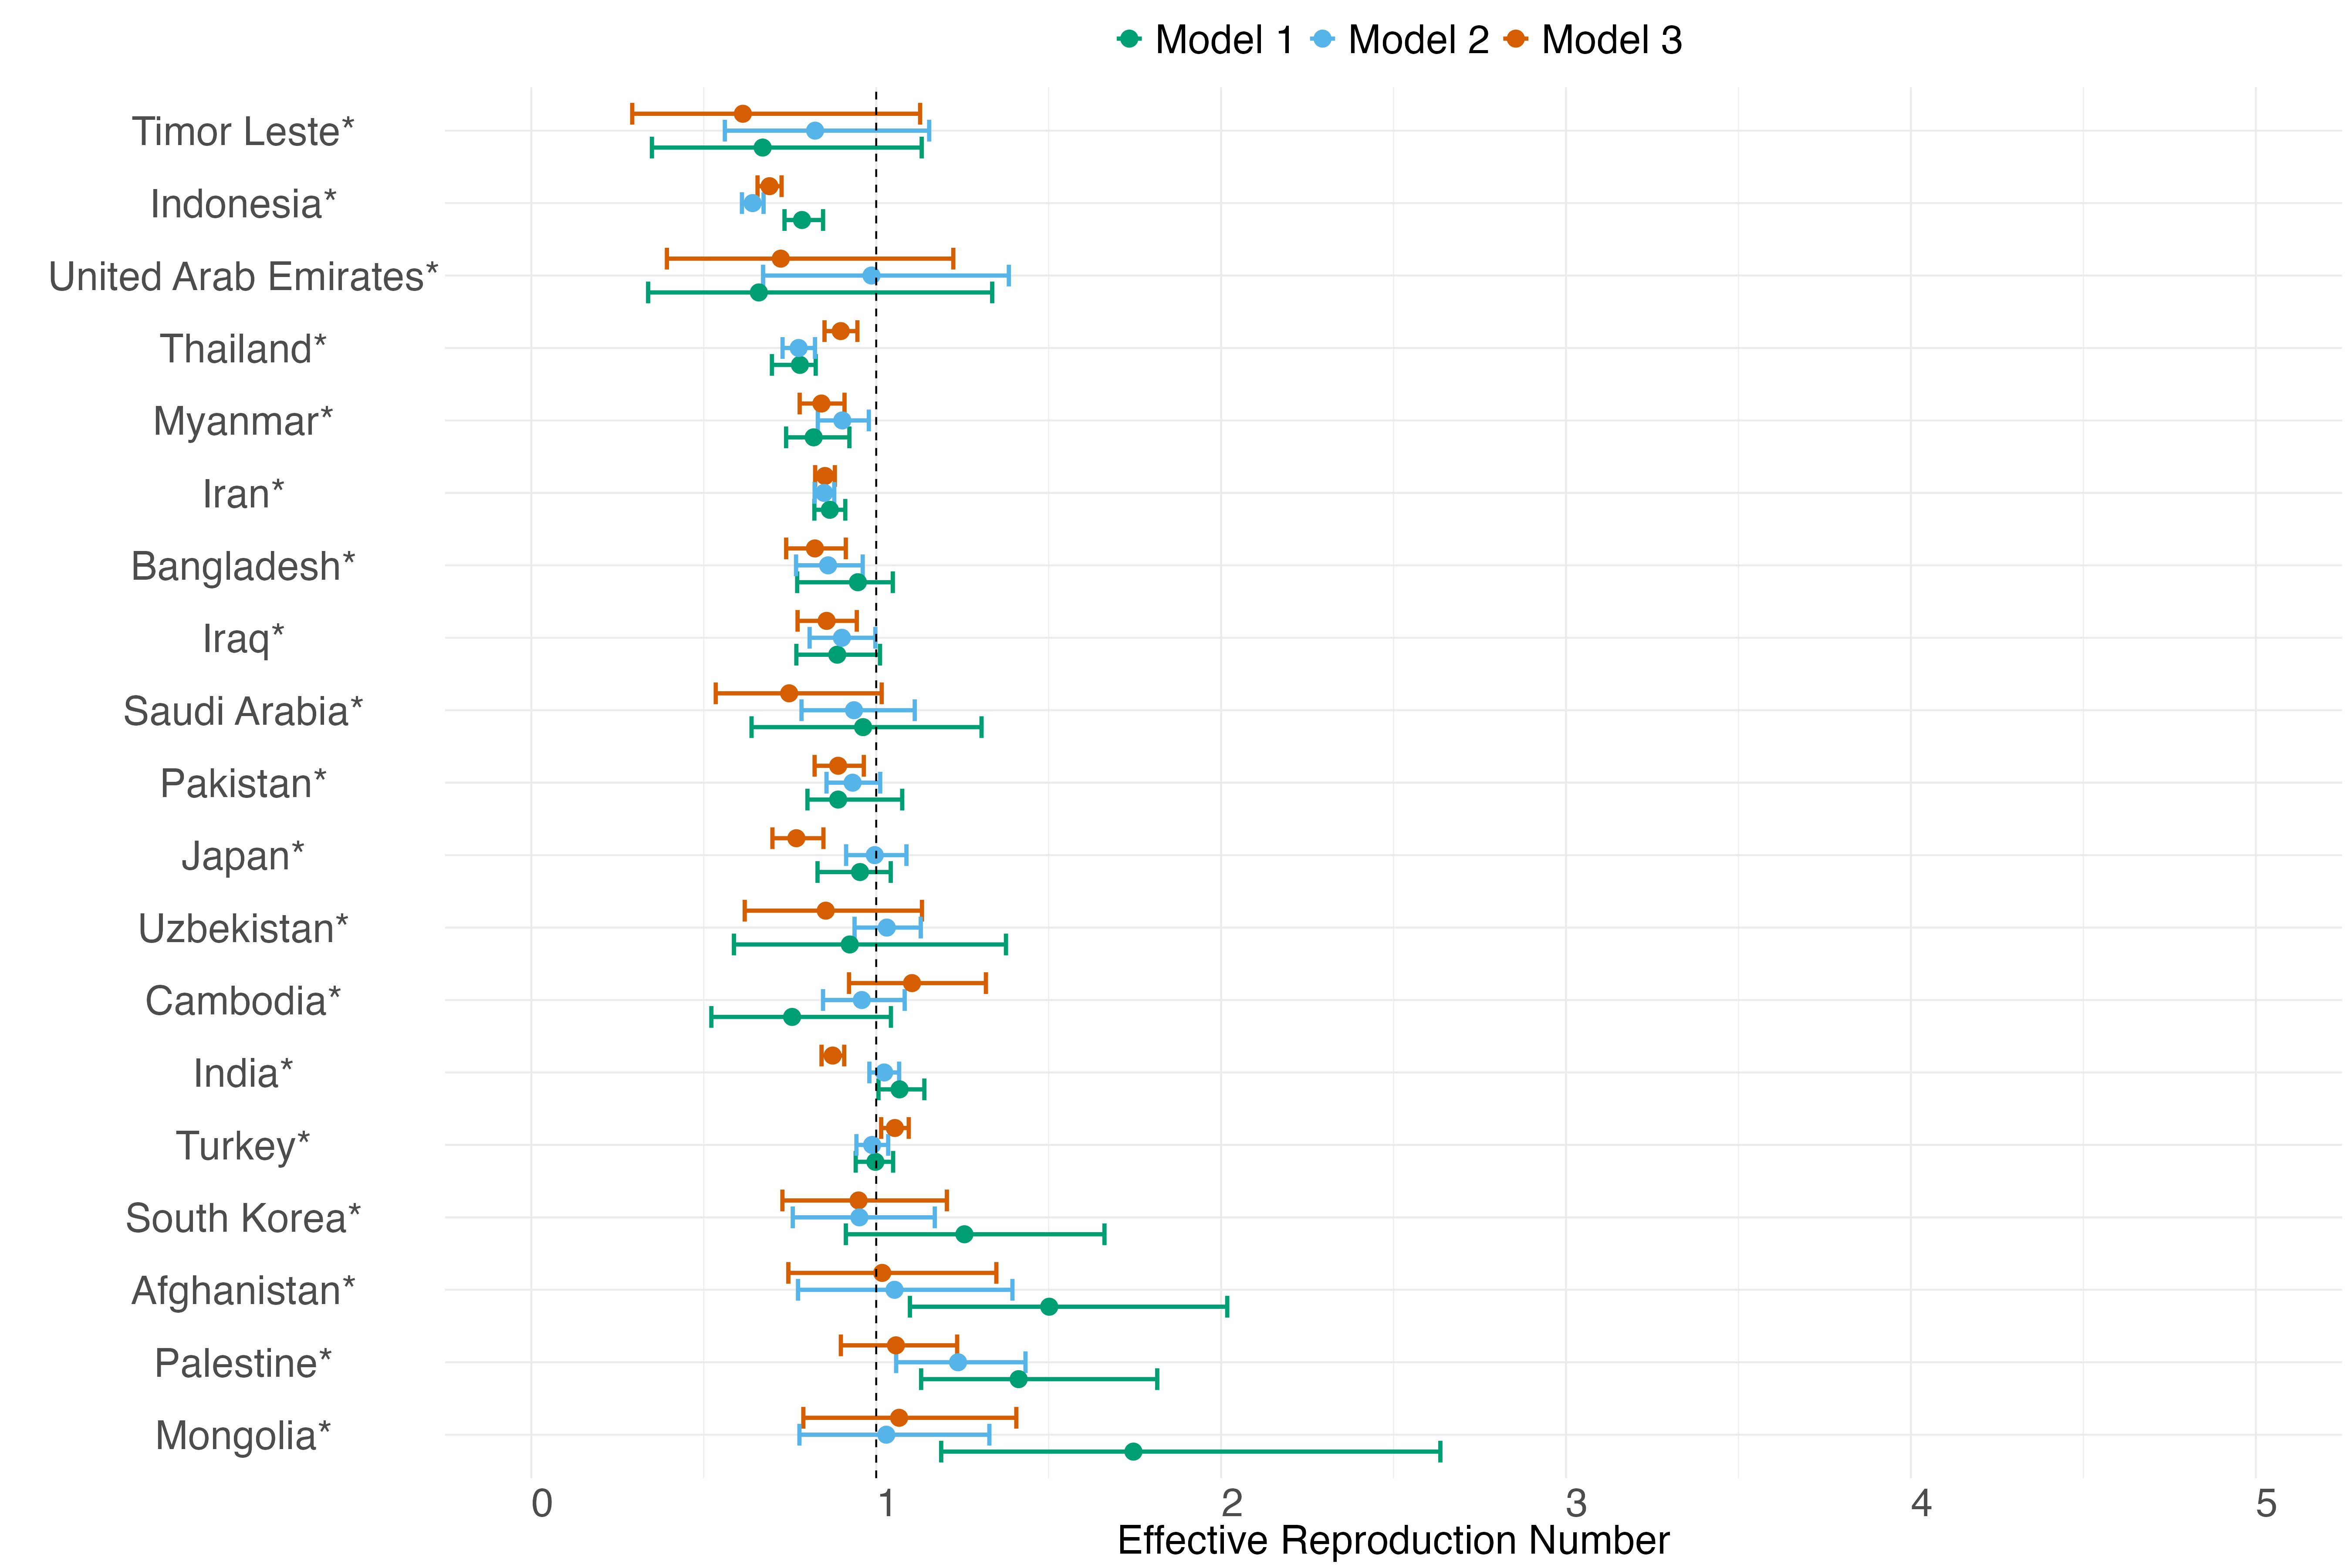 Model 1 Model 2 Model 3
Timor Leste*
Indonesia*
United Arab Emirates*
Thailand*
Myanmar*
Iran*
Bangladesh*
Iraq*
Saudi Arabia*
Pakistan*
Japan*
Uzbekistan*
Cambodia*
India*
Turkey*
South Korea*
Afghanistan*
Palestine*
Mongolia*
0 1 2 3 4 5
Effective Reproduction Number